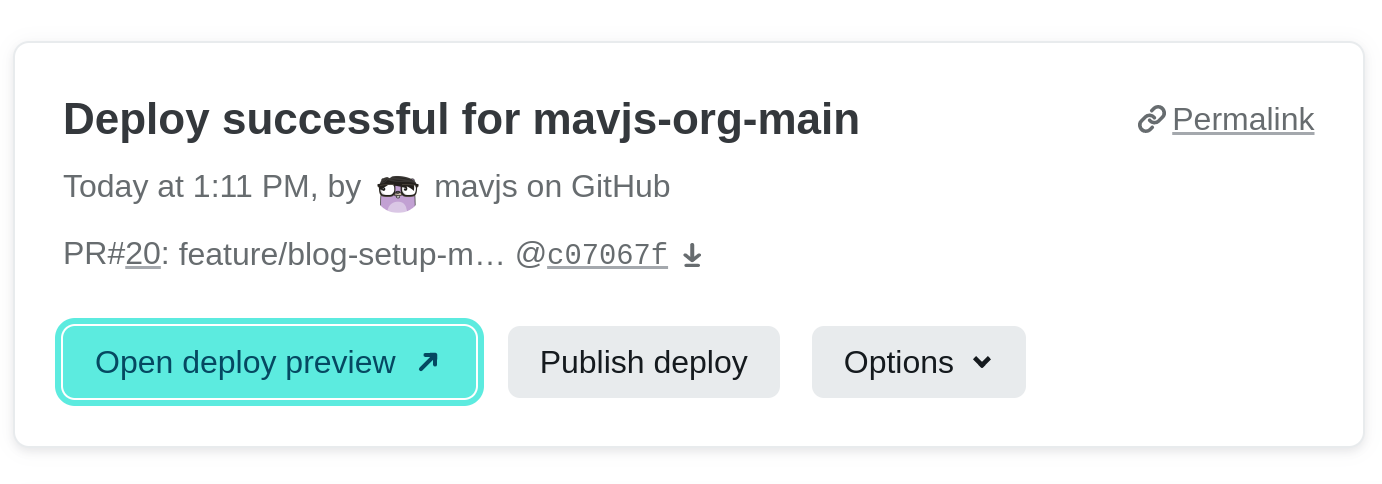 Deploy successful for mavjs-org-main
Permalink
Today at 1:11 PM, by mavjs on GitHub
PR#20: feature/blog-setup-m… @c07067f
Open deploy preview
Publish deploy
Options